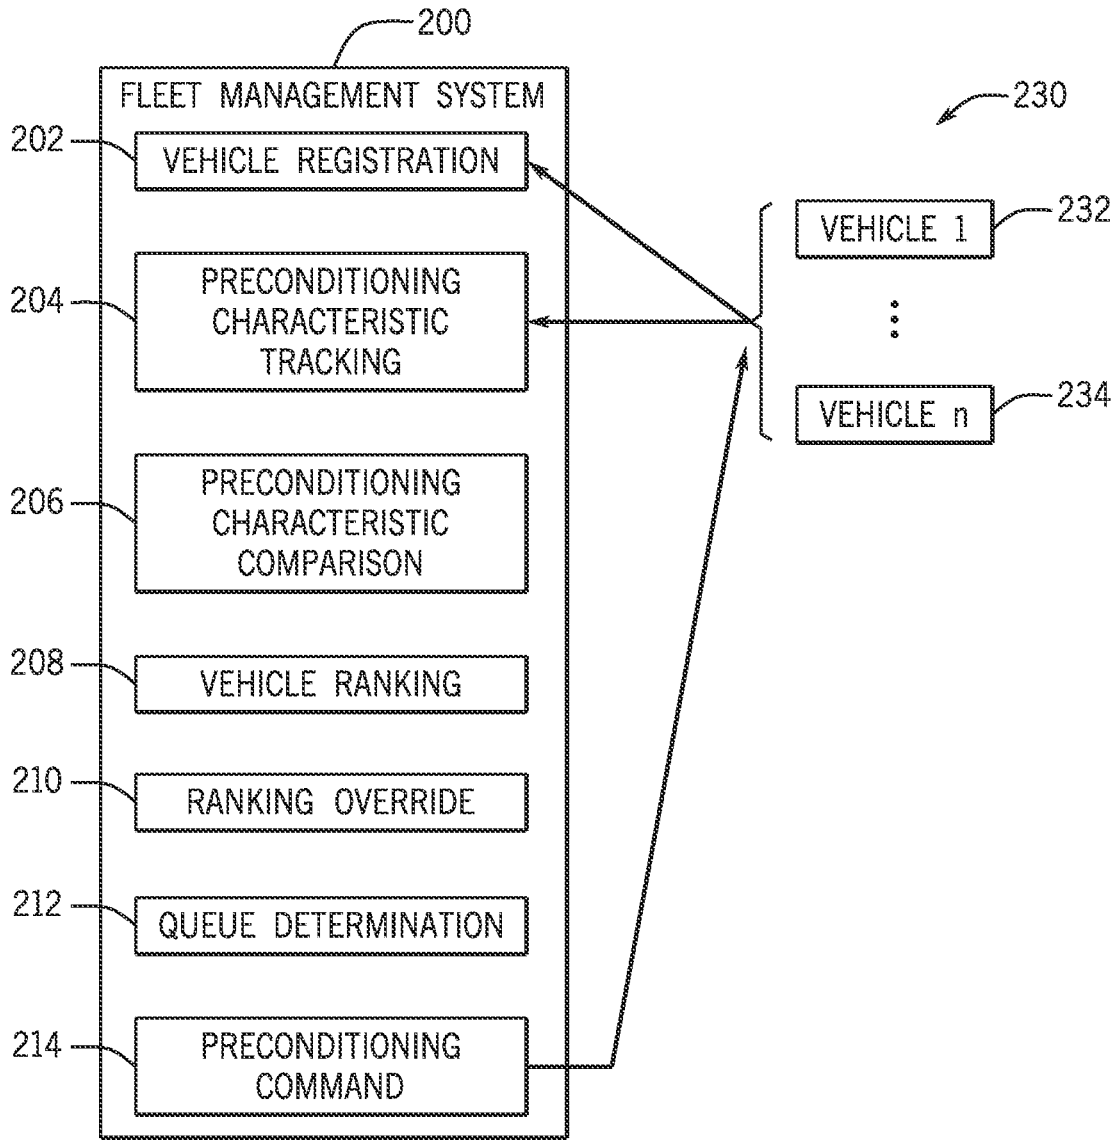 200
FLEET MANAGEMENT SYSTEM
230
202
VEHICLE REGISTRATION
VEHICLE 1
232
204
PRECONDITIONING
CHARACTERISTIC
TRACKING
VEHICLE n
234
206
PRECONDITIONING
CHARACTERISTIC
COMPARISON
208
VEHICLE RANKING
210
RANKING OVERRIDE
212
QUEUE DETERMINATION
214
PRECONDITIONING
COMMAND